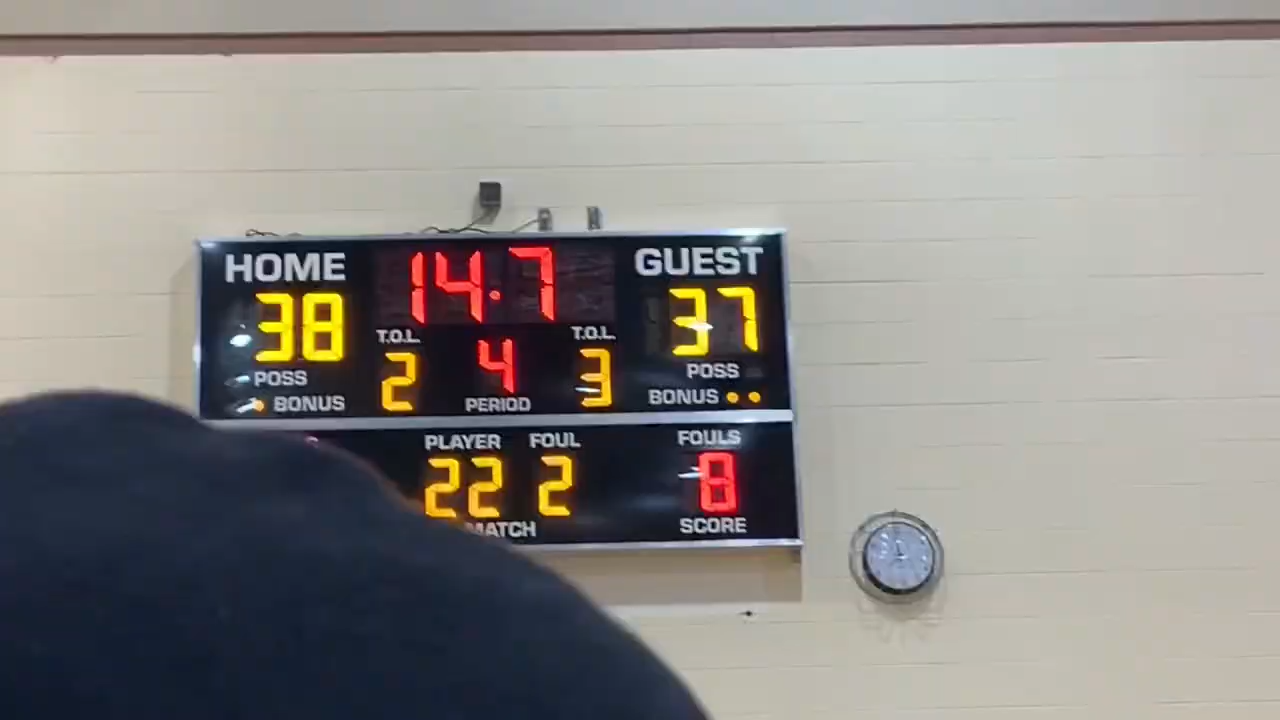 HOME 14.7 GUEST
38 37
T.O.L. T.O.L.
2 4 3
POSS POSS
BONUS PERIOD BONUS
PLAYER FOUL FOULS
22 2 8
MATCH SCORE